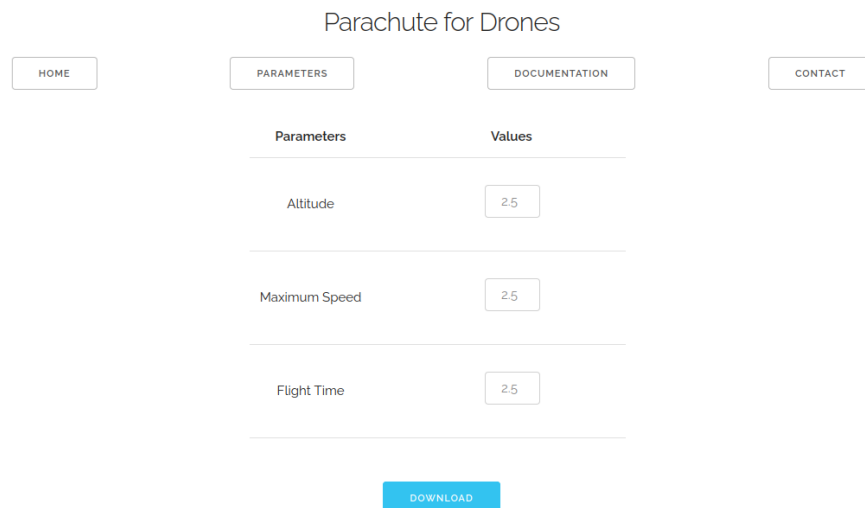 Parachute for Drones
HOME PARAMETERS DOCUMENTATION CONTACT
Parameters Values
Altitude 2.5
Maximum Speed 2.5
Flight Time 2.5
DOWNLOAD